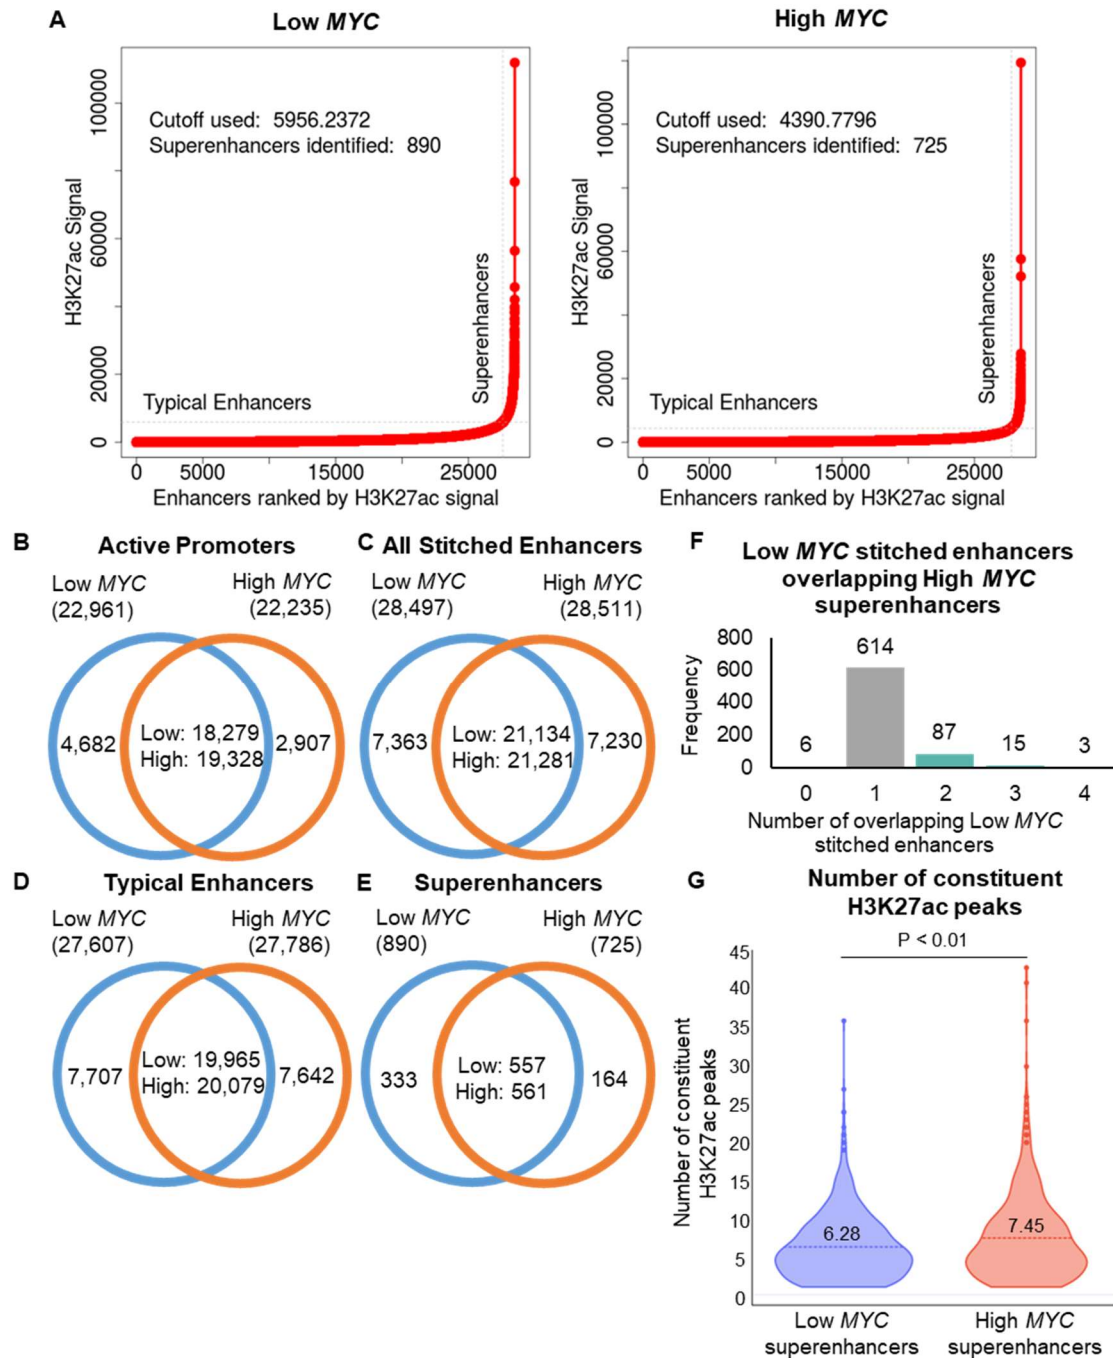 A
Low MYC
High MYC
Cutoff used: 5956.2372
Superenhancers identified: 890
Typical Enhancers
Superenhancers
H3K27ac Signal
0
20000
60000
100000
0
5000
15000
25000
Enhancers ranked by H3K27ac signal
Cutoff used: 4390.7796
Superenhancers identified: 725
Typical Enhancers
Superenhancers
H3K27ac Signal
0
20000
60000
100000
0
5000
15000
25000
Enhancers ranked by H3K27ac signal
B
Active Promoters
Low MYC
(22,961)
High MYC
(22,235)
4,682
Low: 18,279
High: 19,328
2,907
C
All Stitched Enhancers
Low MYC
(28,497)
High MYC
(28,511)
7,363
Low: 21,134
High: 21,281
7,230
D
Typical Enhancers
Low MYC
(27,607)
High MYC
(27,786)
7,707
Low: 19,965
High: 20,079
7,642
E
Superenhancers
Low MYC
(890)
High MYC
(725)
333
Low: 557
High: 561
164
F
Low MYC stitched enhancers
overlapping High MYC
superenhancers
Frequency
800
600
400
200
0
6
614
87
15
3
0
1
2
3
4
Number of overlapping Low MYC
stitched enhancers
G
Number of constituent
H3K27ac peaks
P < 0.01
Number of constituent
H3K27ac peaks
45
40
35
30
25
20
15
10
5
0
6.28
7.45
Low MYC
superenhancers
High MYC
superenhancers